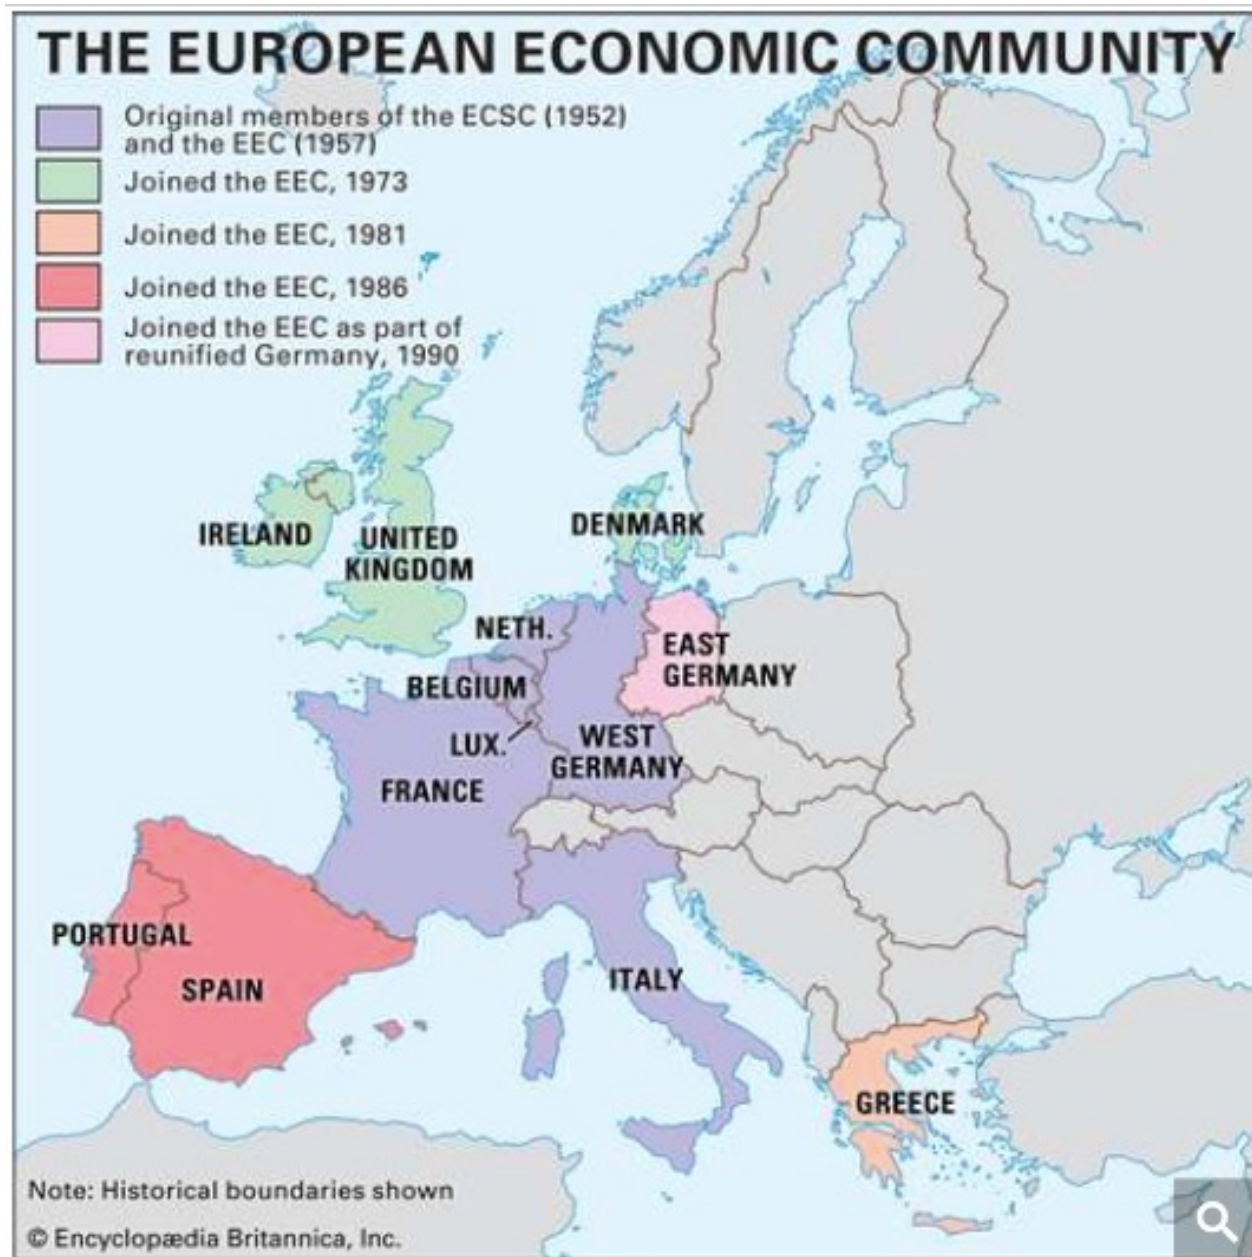 THE EUROPEAN ECONOMIC COMMUNITY
Original members of the ECSC (1952)
and the EEC (1957)
Joined the EEC, 1973
Joined the EEC, 1981
Joined the EEC, 1986
Joined the EEC as part of
reunified Germany, 1990
IRELAND
UNITED
KINGDOM
DENMARK
NETH.
EAST
GERMANY
BELGIUM
LUX.
WEST
GERMANY
FRANCE
PORTUGAL
SPAIN
ITALY
GREECE
Note: Historical boundaries shown
© Encyclopædia Britannica, Inc.